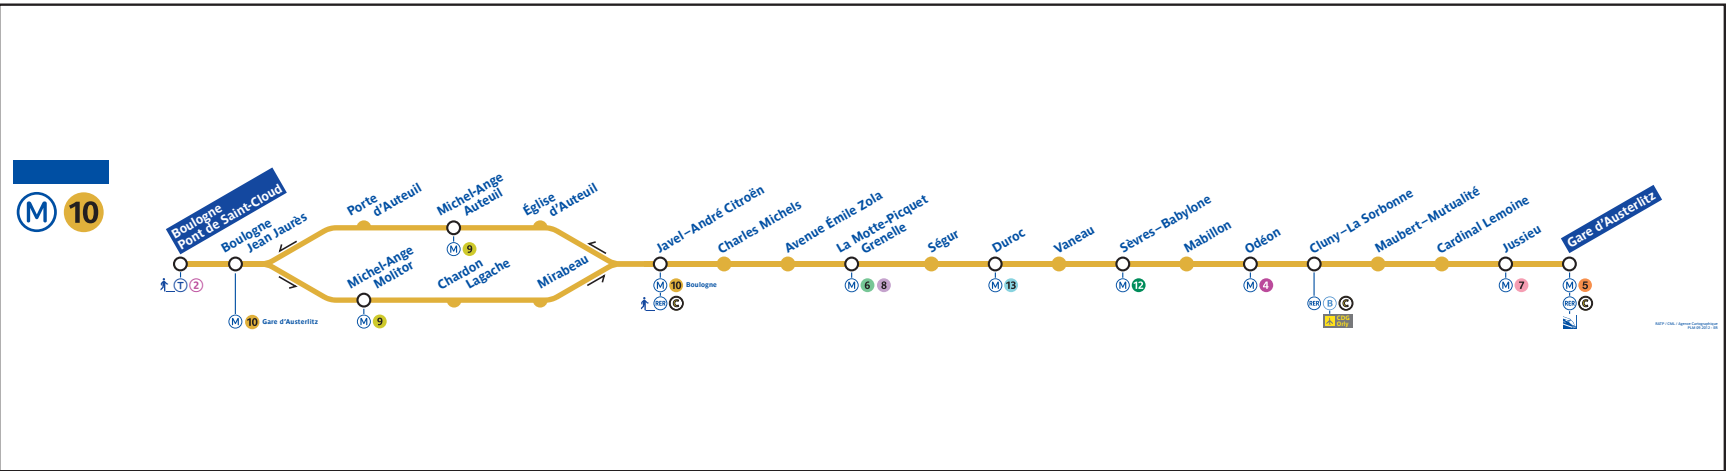 M 10
Boulogne
Pont de Saint-Cloud
T 2
Boulogne
Jean Jaurès
M 10 Gare d'Austerlitz
Porte
d'Auteuil
Michel-Ange
Auteuil
M 9
Église
d'Auteuil
Michel-Ange
Molitor
M 9
Chardon
Lagache
Mirabeau
Javel–André Citroën
M 10 Boulogne
RER C
Charles Michels
Avenue Émile Zola
La Motte-Picquet
Grenelle
M 6 8
Ségur
Duroc
M 13
Vaneau
Sèvres–Babylone
M 12
Mabillon
Odéon
M 4
Cluny–La Sorbonne
RER B C
CDG
Orly
Maubert–Mutualité
Cardinal Lemoine
Jussieu
M 7
Gare d'Austerlitz
M 5
RER C